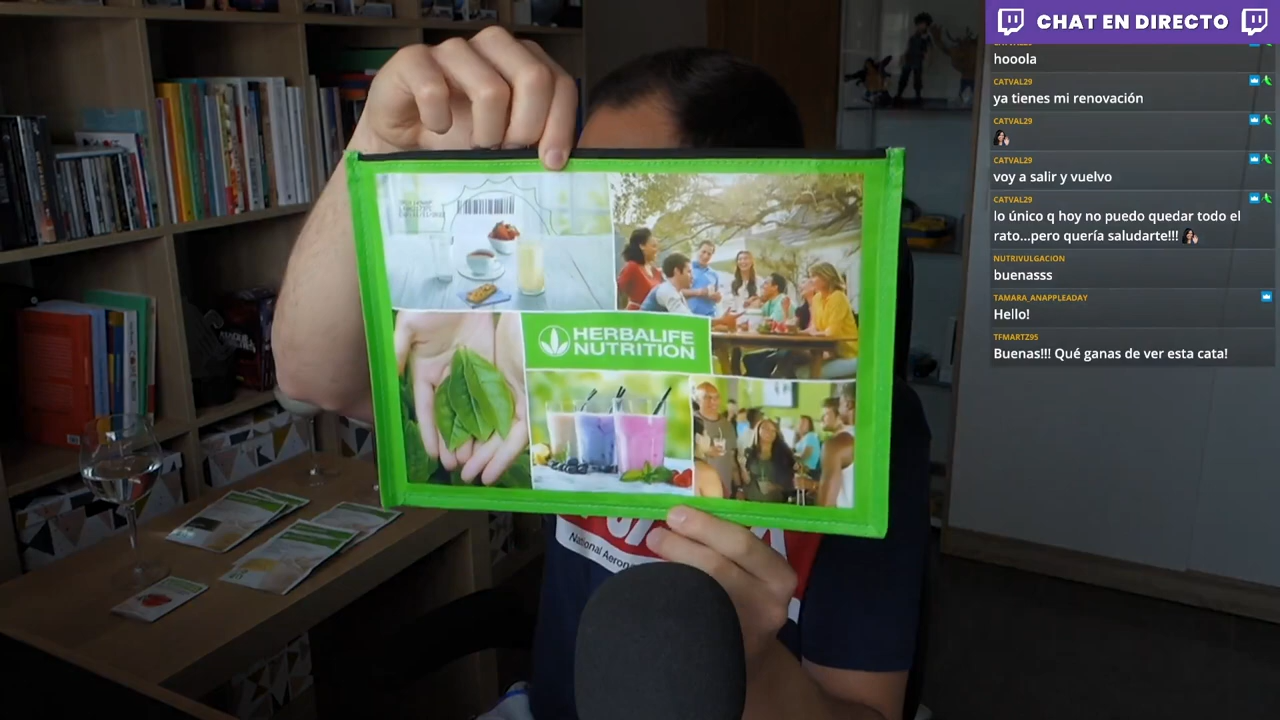 HERBALIFE
NUTRITION
National Aeron
CHAT EN DIRECTO
CATVAL29
hooola
CATVAL29
ya tienes mi renovación
CATVAL29
CATVAL29
voy a salir y vuelvo
CATVAL29
lo único q hoy no puedo quedar todo el
rato...pero quería saludarte!!!
NUTRIVULGACION
buenasss
TAMARA_ANAPPLEADAY
Hello!
TFMARTZ95
Buenas!!! Qué ganas de ver esta cata!